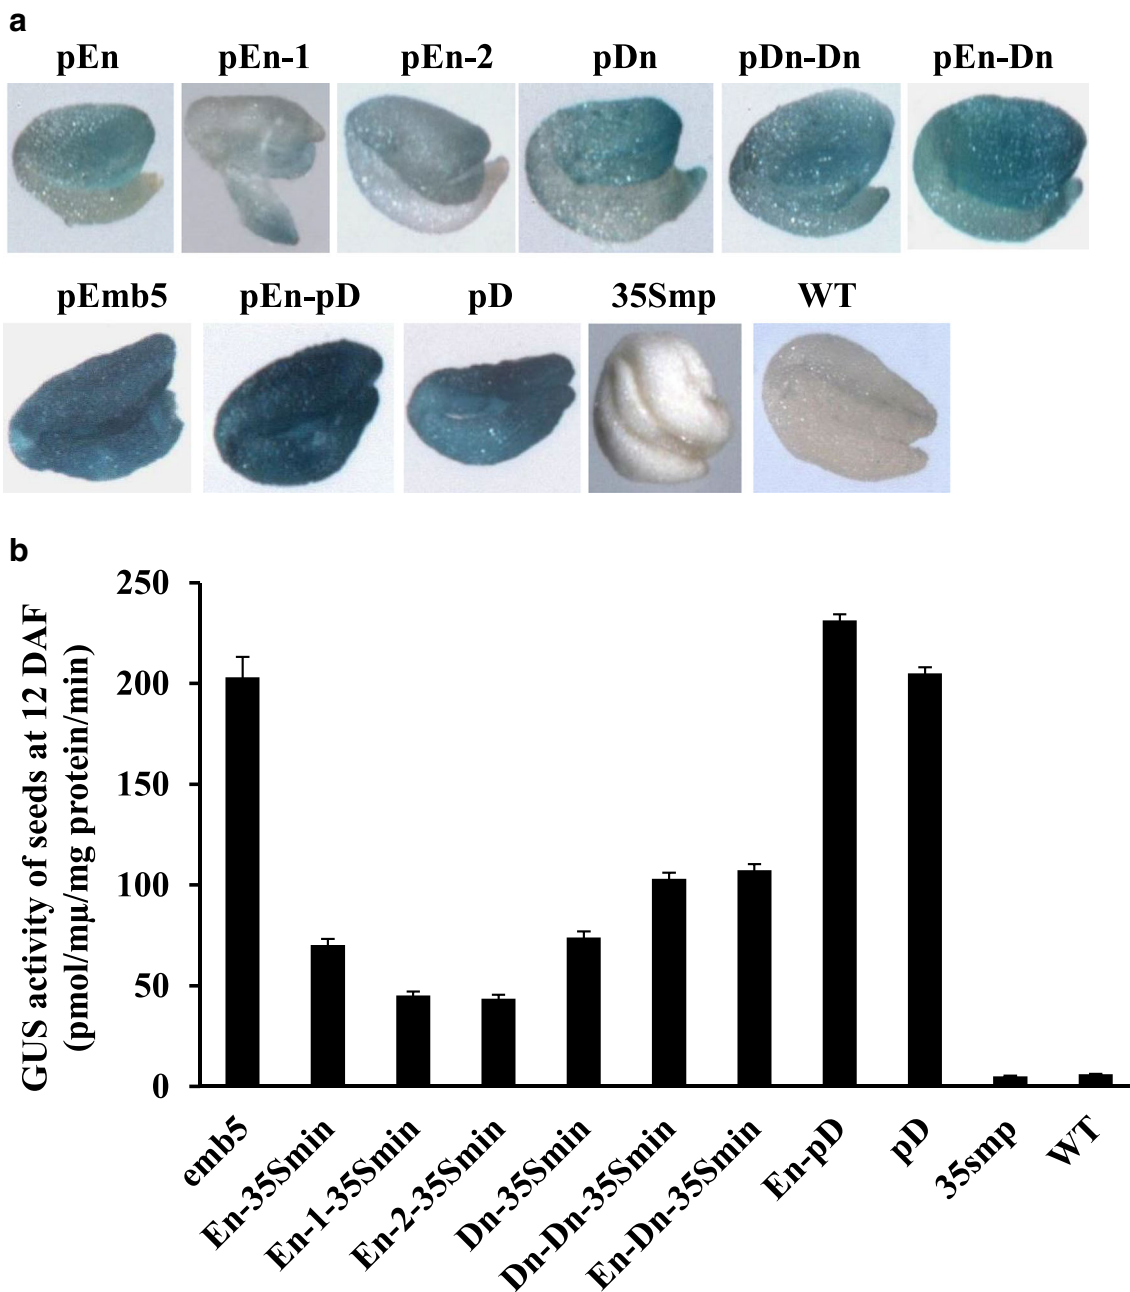 a
pEn pEn-1 pEn-2 pDn pDn-Dn pEn-Dn
pEmb5 pEn-pD pD 35Smp WT
b
GUS activity of seeds at 12 DAF
(pmol/mμ/mg protein/min)
250
200
150
100
50
0
emb5
En-35Smin
En-1-35Smin
En-2-35Smin
Dn-35Smin
Dn-Dn-35Smin
En-Dn-35Smin
En-pD
pD
35smp
WT